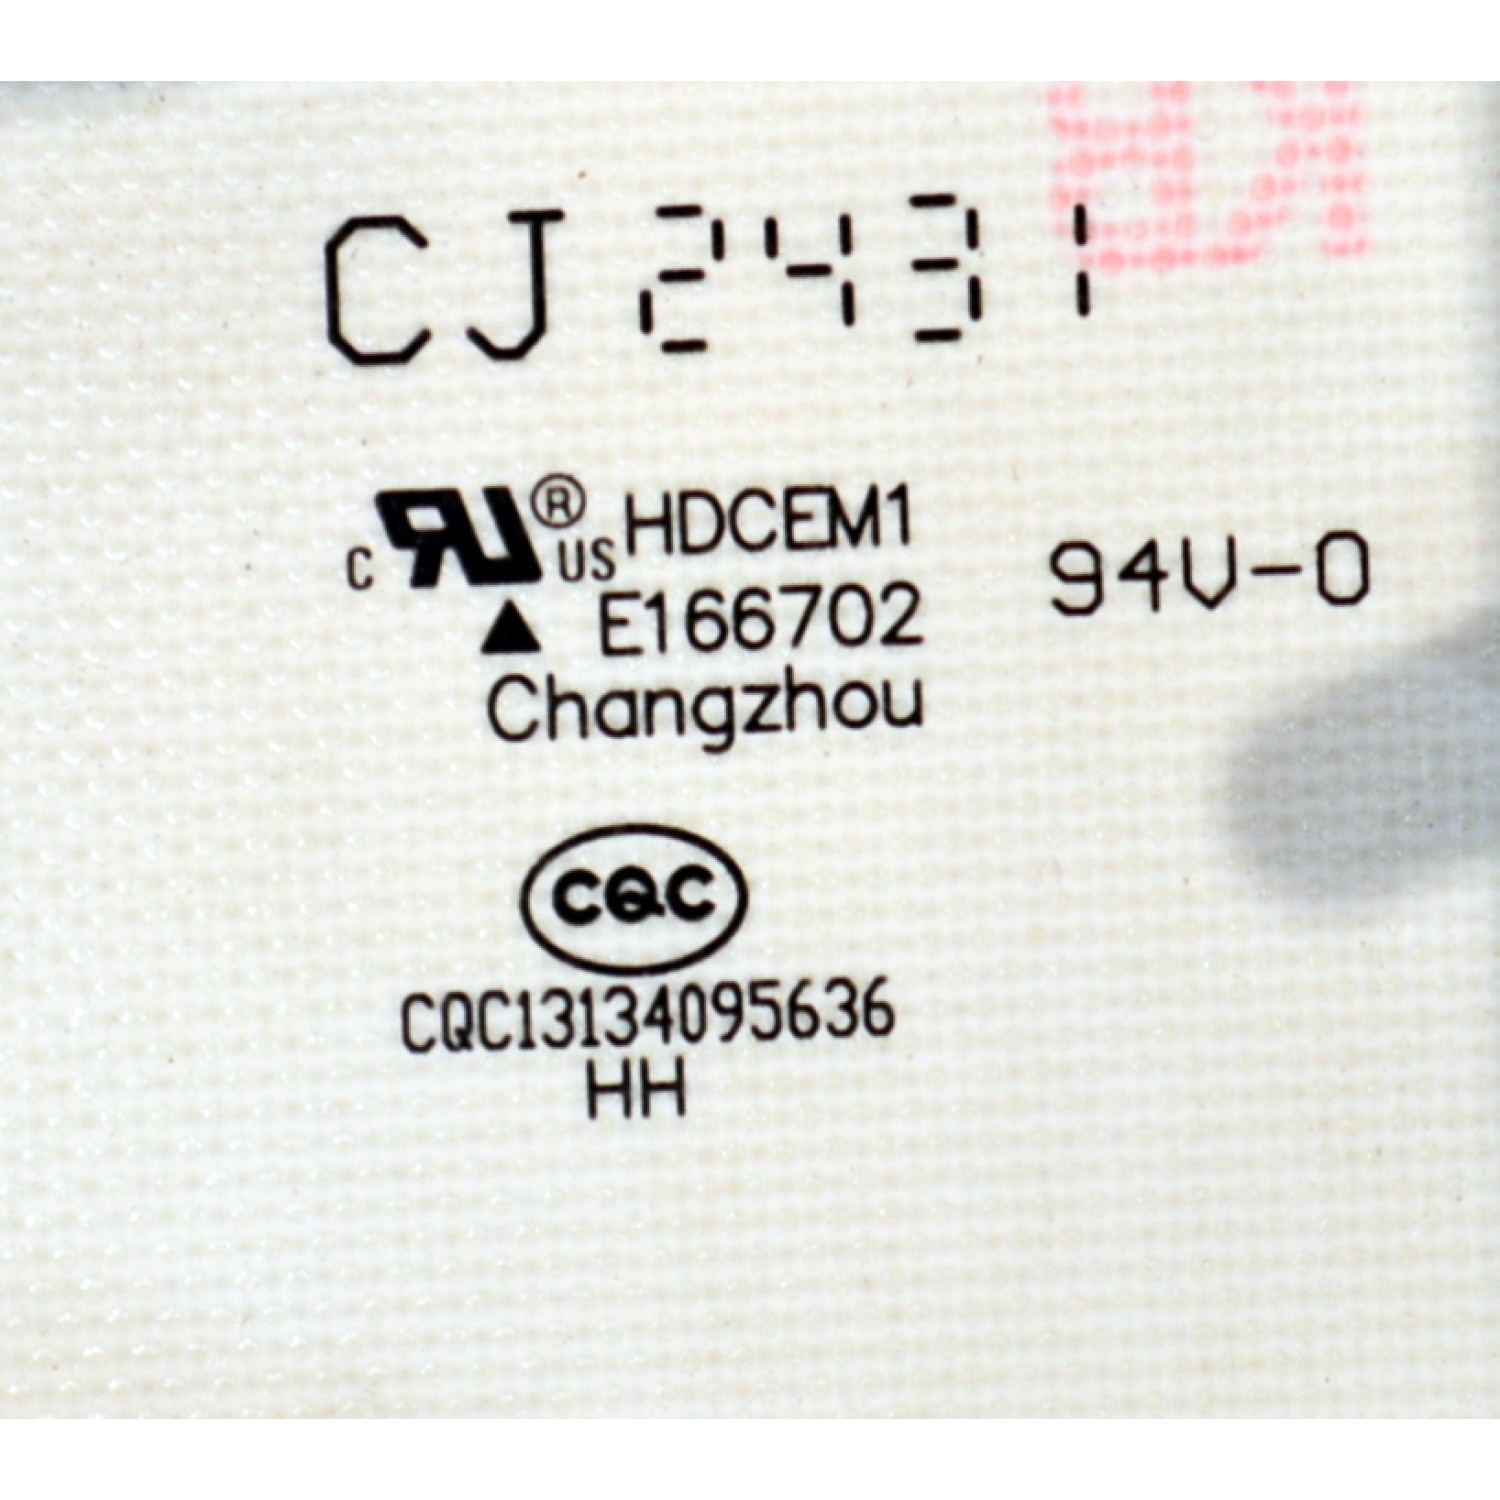 CJ 2431
c RU ® US HDCEM1
▲ E166702 94V-0
Changzhou
CQC
CQC13134095636
HH